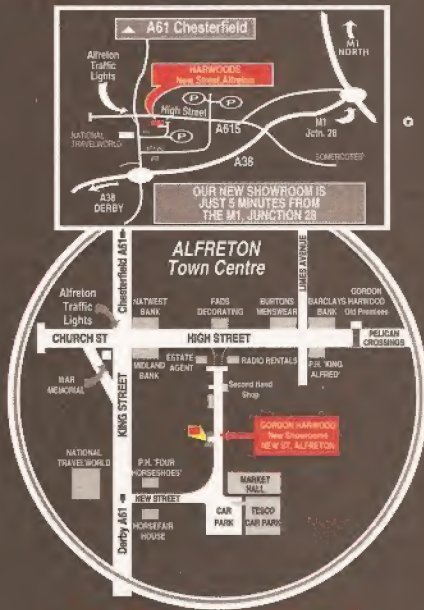 A61 Chesterfield
M1
NORTH
Alfreton
Traffic
Lights
HARWOODS
New Street Alfreton
P
P
High Street
NATIONAL
TRAVELWORLD
P
A615
M1
Jctn. 28
A38
SOMERCOTES
A38
DERBY
OUR NEW SHOWROOM IS
JUST 5 MINUTES FROM
THE M1, JUNCTION 28
ALFRETON
Town Centre
Chesterfield A61
LIMES AVENUE
Alfreton
Traffic
Lights
NATWEST
BANK
FADS
DECORATING
BURTONS
MENSWEAR
BARCLAYS
BANK
GORDON
HARWOOD
Old Premises
CHURCH ST
HIGH STREET
PELICAN
CROSSINGS
WAR
MEMORIAL
KING STREET
MIDLAND
BANK
ESTATE
AGENT
RADIO RENTALS
P.H. 'KING
ALFRED'
Second Hand
Shop
GORDON HARWOOD
New Showrooms
NEW ST. ALFRETON
NATIONAL
TRAVELWORLD
P.H. 'FOUR
HORSESHOES'
MARKET
HALL
NEW STREET
Derby A61
HORSEFAIR
HOUSE
CAR
PARK
TESCO
CAR PARK